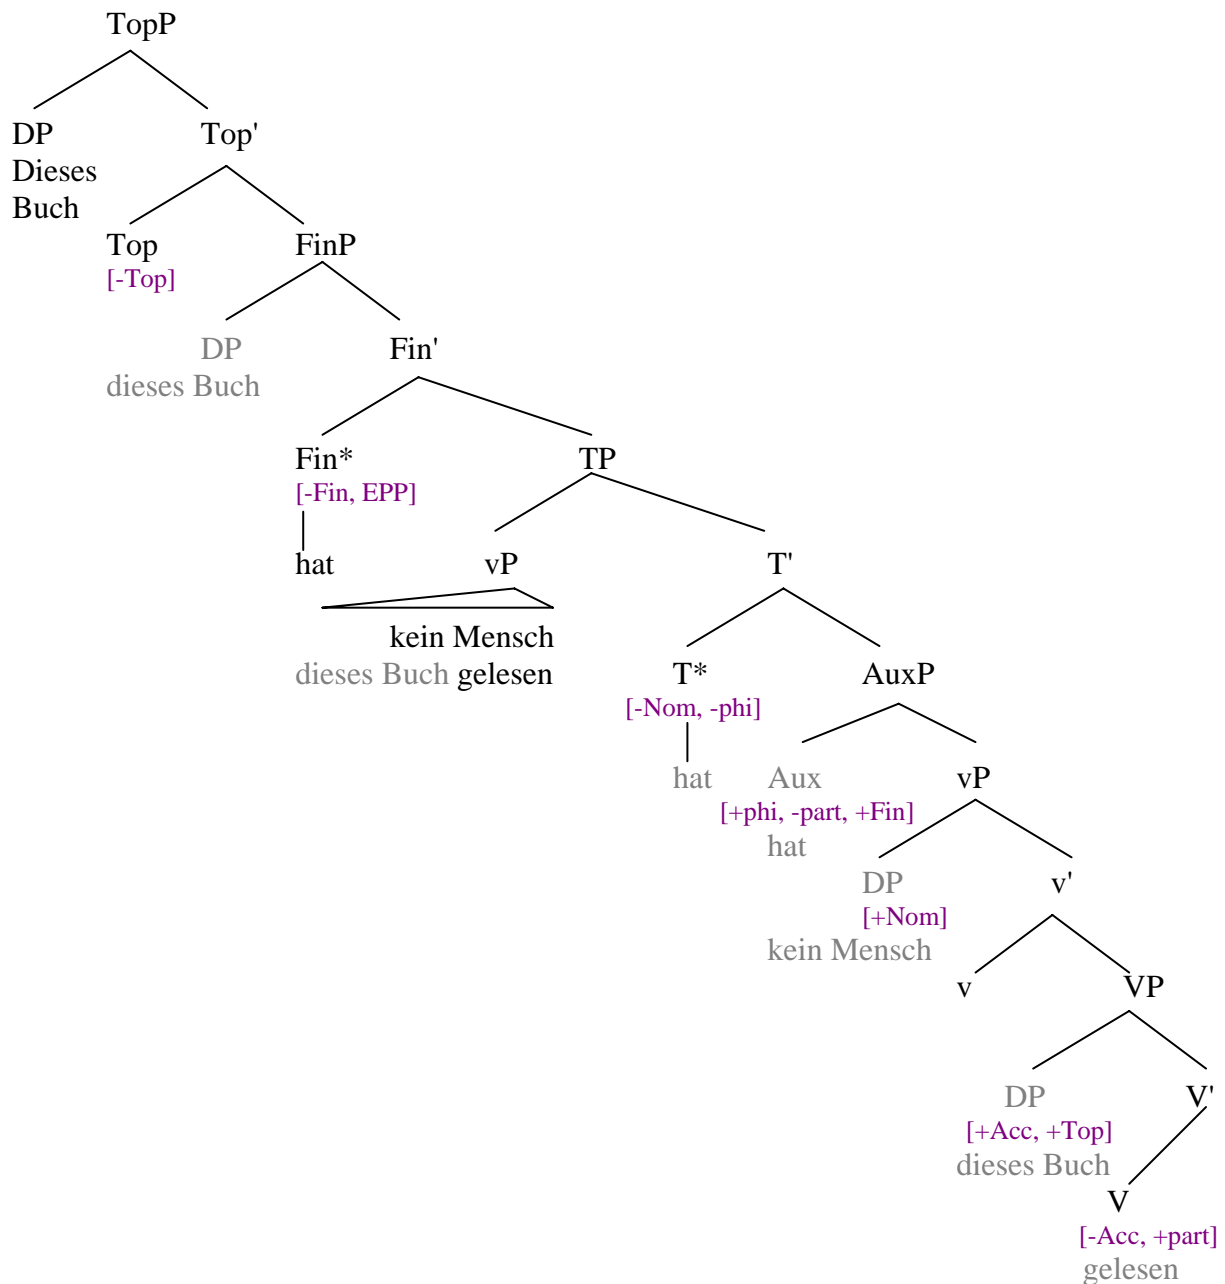 TopP
DP Top'
Dieses
Buch
Top FinP
[-Top]
DP Fin'
dieses Buch
Fin* TP
[-Fin, EPP]
hat vP T'
kein Mensch
dieses Buch gelesen
T* AuxP
[-Nom, -phi]
hat Aux vP
[+phi, -part, +Fin]
hat
DP v'
[+Nom]
kein Mensch
v VP
DP V'
[+Acc, +Top]
dieses Buch
V
[-Acc, +part]
gelesen